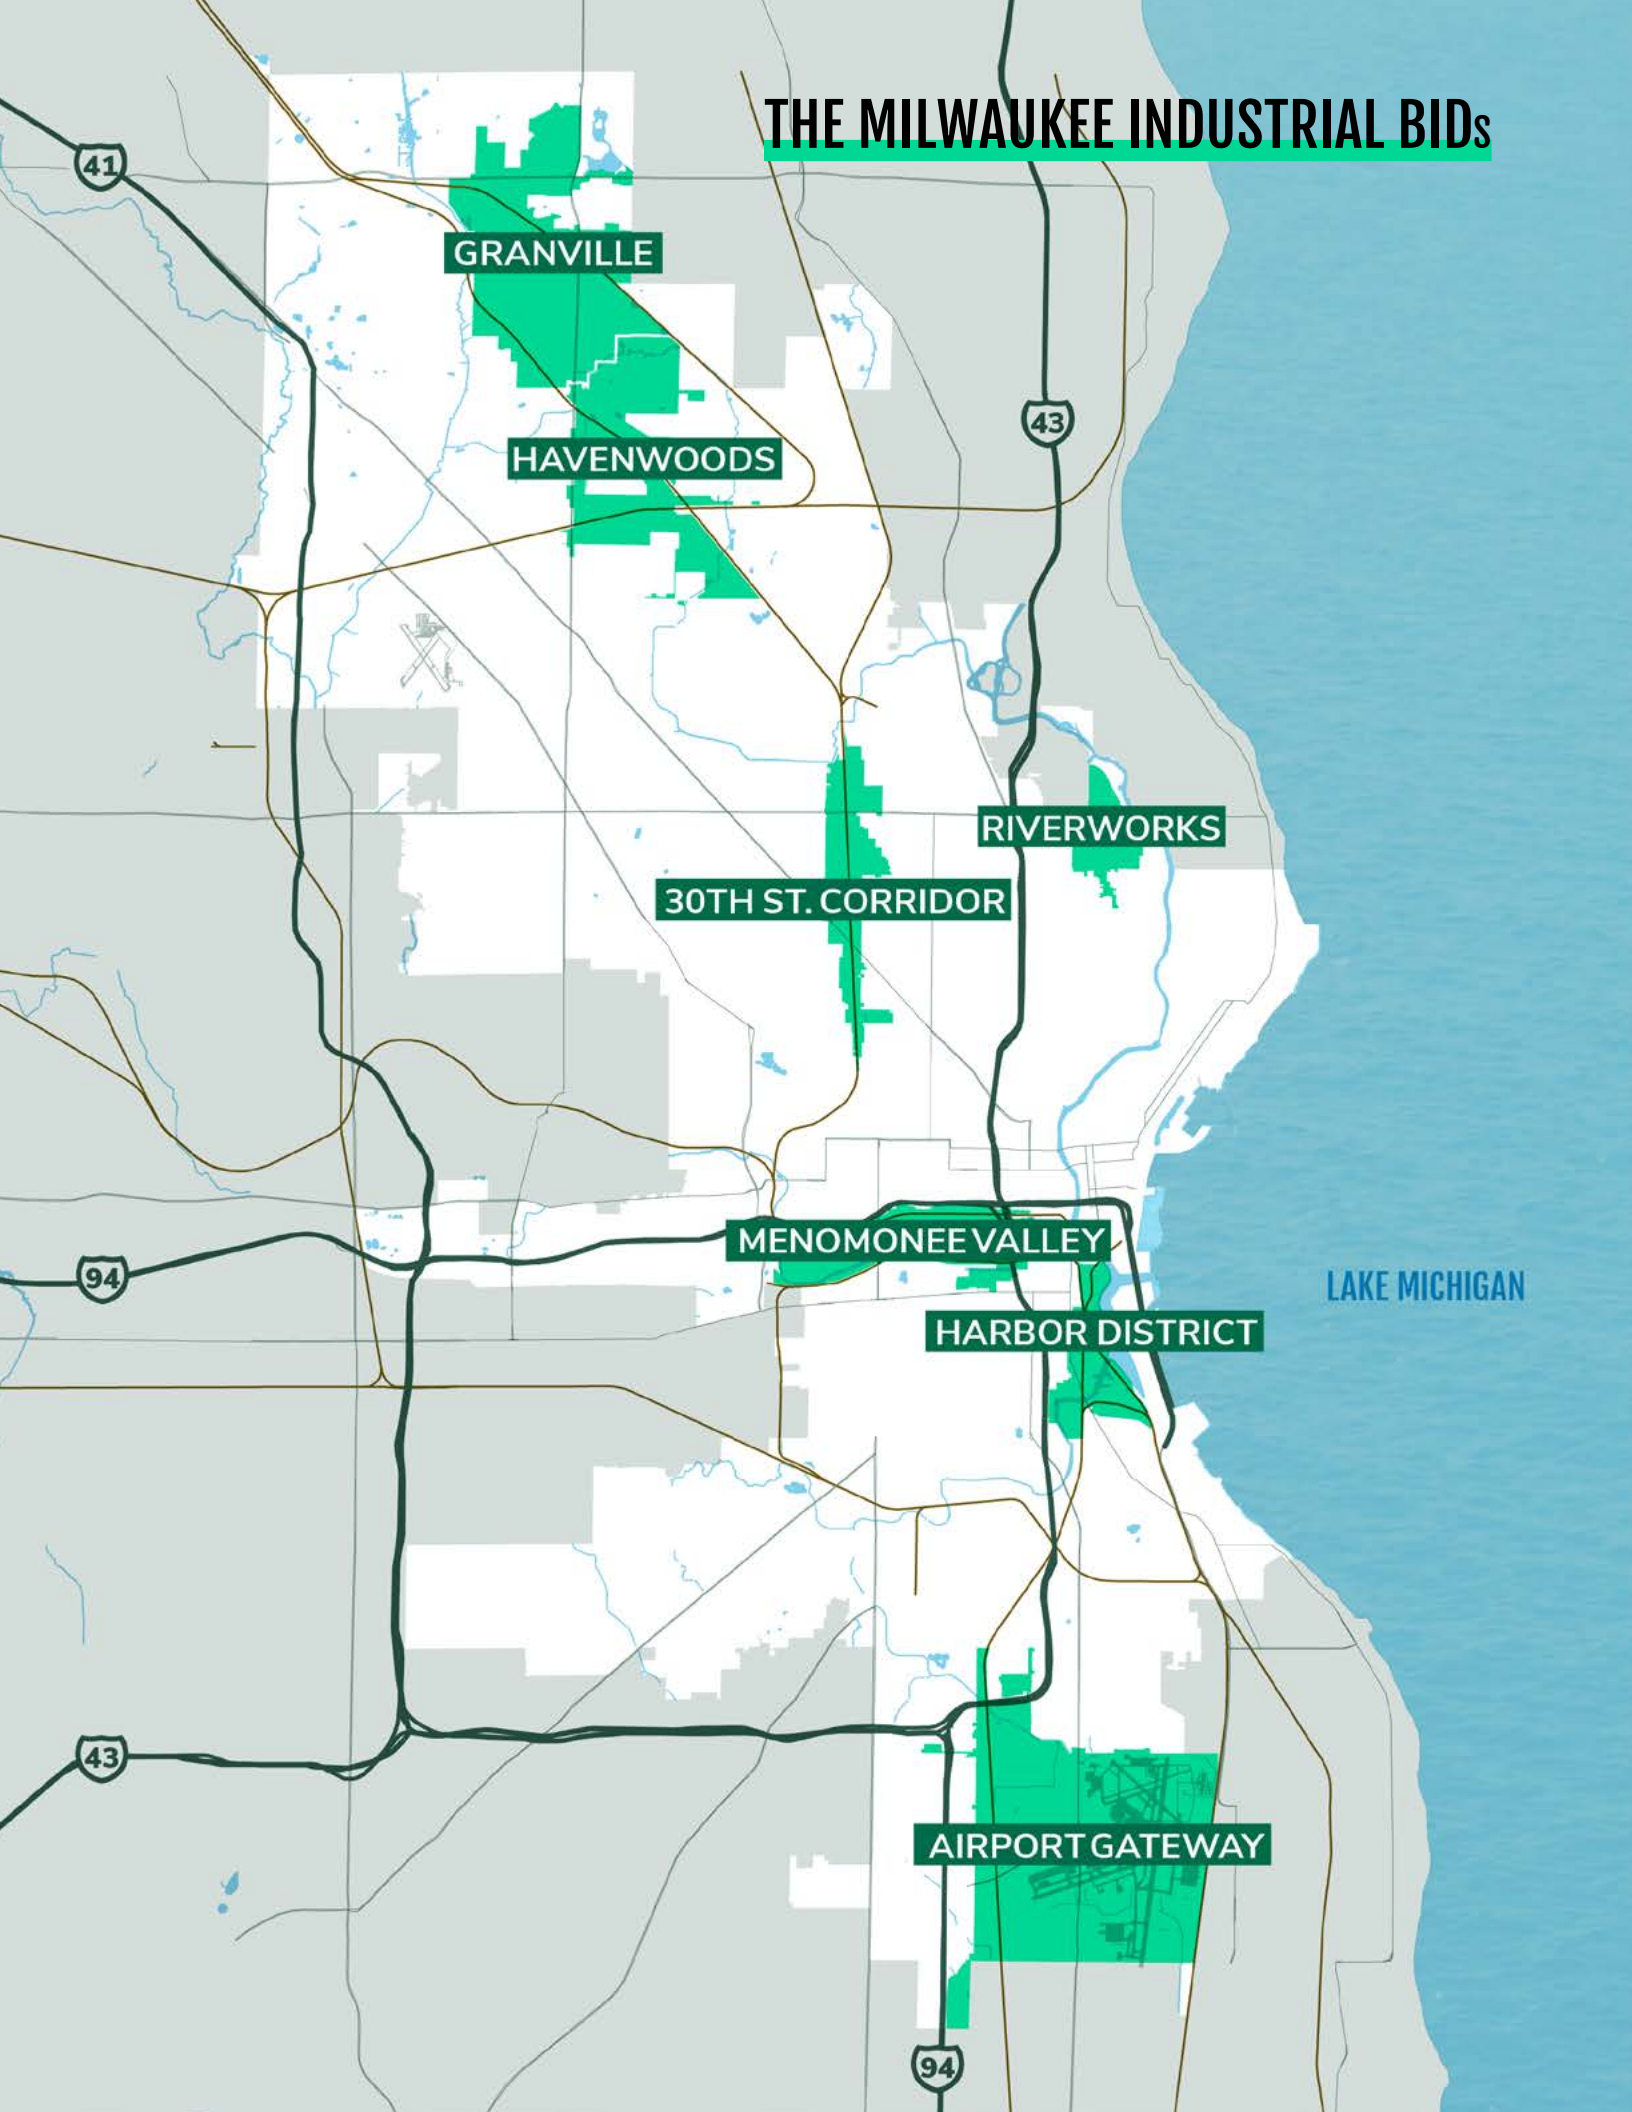 THE MILWAUKEE INDUSTRIAL BIDs
41
GRANVILLE
43
HAVENWOODS
RIVERWORKS
30TH ST. CORRIDOR
MENOMONEE VALLEY
94
LAKE MICHIGAN
HARBOR DISTRICT
43
AIRPORT GATEWAY
94